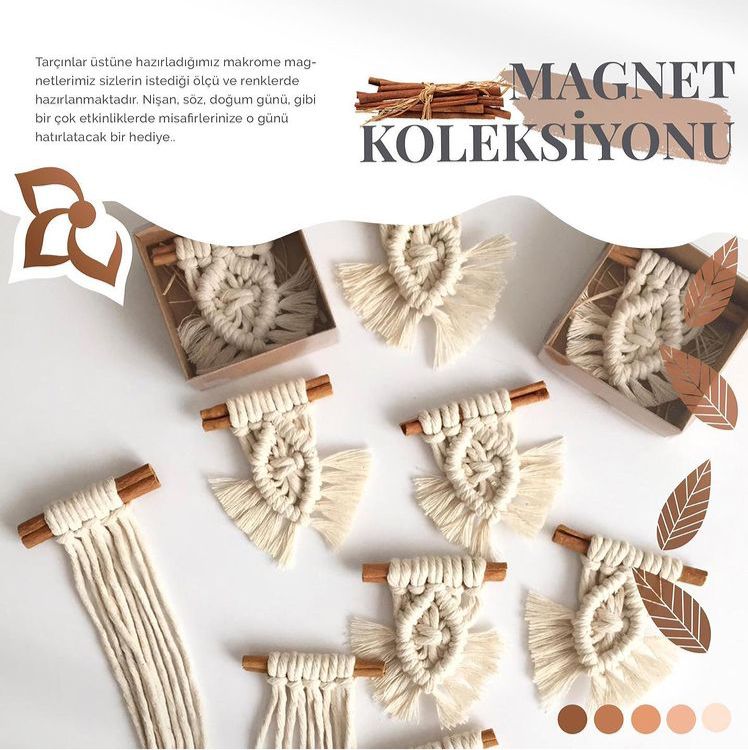 Tarçınlar üstüne hazırladığımız makrome mag-
netlerimiz sizlerin istediği ölçü ve renklerde
hazırlanmaktadır. Nişan, söz, doğum günü, gibi
bir çok etkinliklerde misafirlerinize o günü
hatırlatacak bir hediye..
MAGNET
KOLEKSİYONU